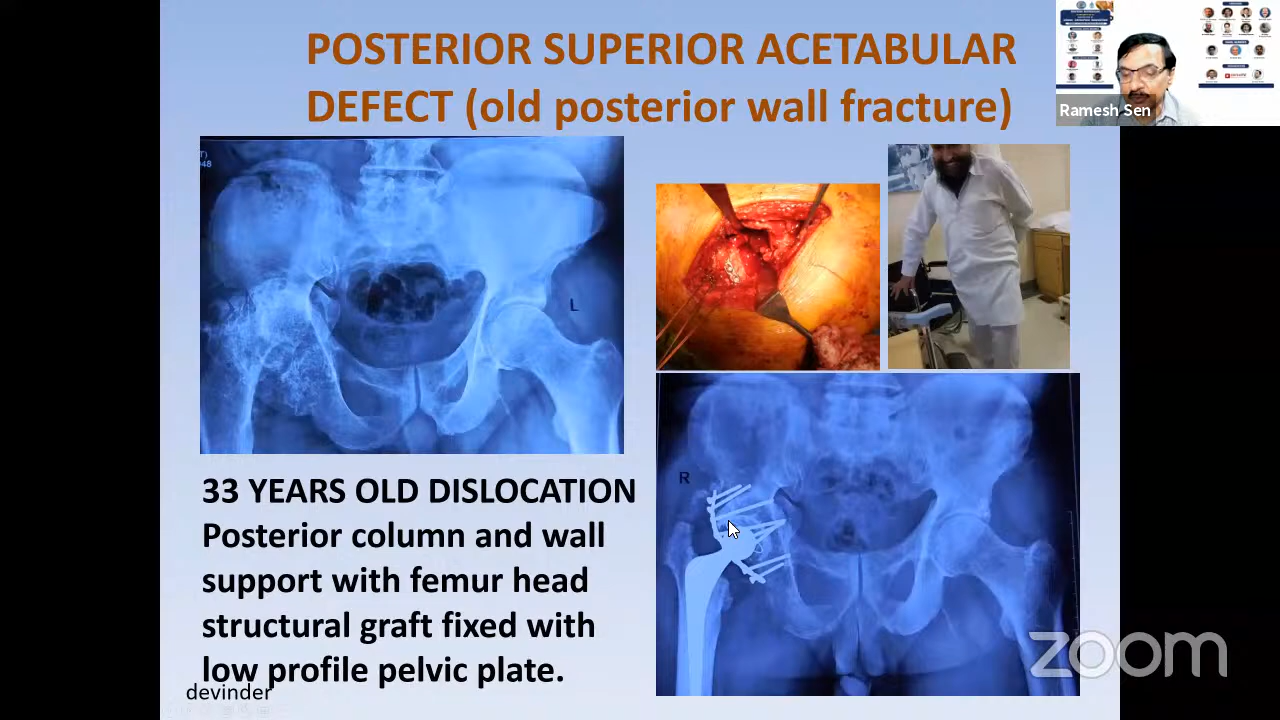 POSTERIOR SUPERIOR ACETABULAR
DEFECT (old posterior wall fracture)
Ramesh Sen
L
R
33 YEARS OLD DISLOCATION
Posterior column and wall
support with femur head
structural graft fixed with
low profile pelvic plate.
devinder
zoom